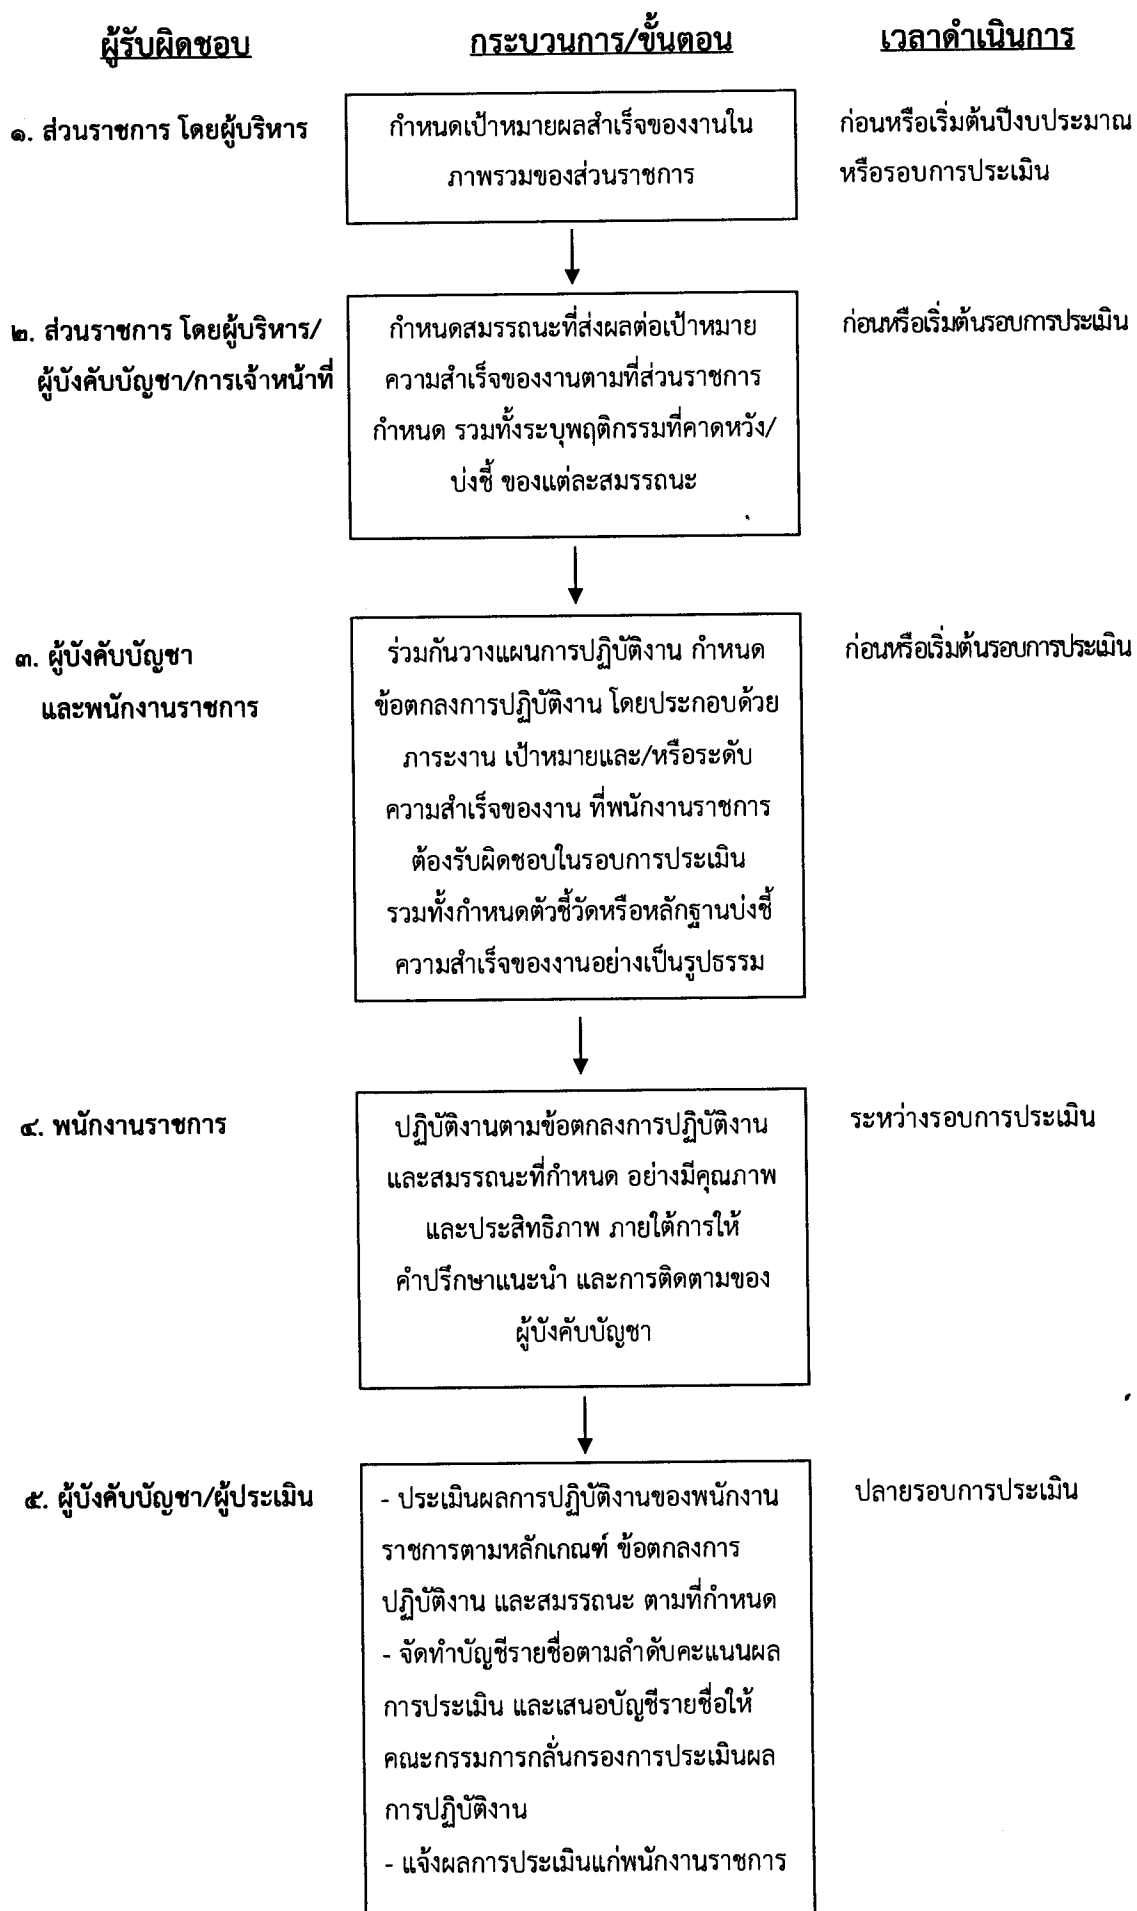 ผู้รับผิดชอบ
กระบวนการ/ขั้นตอน
เวลาดำเนินการ
๑. ส่วนราชการ โดยผู้บริหาร
กำหนดเป้าหมายผลสำเร็จของงานใน
ภาพรวมของส่วนราชการ
ก่อนหรือเริ่มต้นปีงบประมาณ
หรือรอบการประเมิน
๒. ส่วนราชการ โดยผู้บริหาร/
ผู้บังคับบัญชา/การเจ้าหน้าที่
กำหนดสมรรถนะที่ส่งผลต่อเป้าหมาย
ความสำเร็จของงานตามที่ส่วนราชการ
กำหนด รวมทั้งระบุพฤติกรรมที่คาดหวัง/
บ่งชี้ ของแต่ละสมรรถนะ
ก่อนหรือเริ่มต้นรอบการประเมิน
๓. ผู้บังคับบัญชา
และพนักงานราชการ
ร่วมกันวางแผนการปฏิบัติงาน กำหนด
ข้อตกลงการปฏิบัติงาน โดยประกอบด้วย
ภาระงาน เป้าหมายและ/หรือระดับ
ความสำเร็จของงาน ที่พนักงานราชการ
ต้องรับผิดชอบในรอบการประเมิน
รวมทั้งกำหนดตัวชี้วัดหรือหลักฐานบ่งชี้
ความสำเร็จของงานอย่างเป็นรูปธรรม
ก่อนหรือเริ่มต้นรอบการประเมิน
๔. พนักงานราชการ
ปฏิบัติงานตามข้อตกลงการปฏิบัติงาน
และสมรรถนะที่กำหนด อย่างมีคุณภาพ
และประสิทธิภาพ ภายใต้การให้
คำปรึกษาแนะนำ และการติดตามของ
ผู้บังคับบัญชา
ระหว่างรอบการประเมิน
๕. ผู้บังคับบัญชา/ผู้ประเมิน
- ประเมินผลการปฏิบัติงานของพนักงาน
ราชการตามหลักเกณฑ์ ข้อตกลงการ
ปฏิบัติงาน และสมรรถนะ ตามที่กำหนด
- จัดทำบัญชีรายชื่อตามลำดับคะแนนผล
การประเมิน และเสนอบัญชีรายชื่อให้
คณะกรรมการกลั่นกรองการประเมินผล
การปฏิบัติงาน
- แจ้งผลการประเมินแก่พนักงานราชการ
ปลายรอบการประเมิน